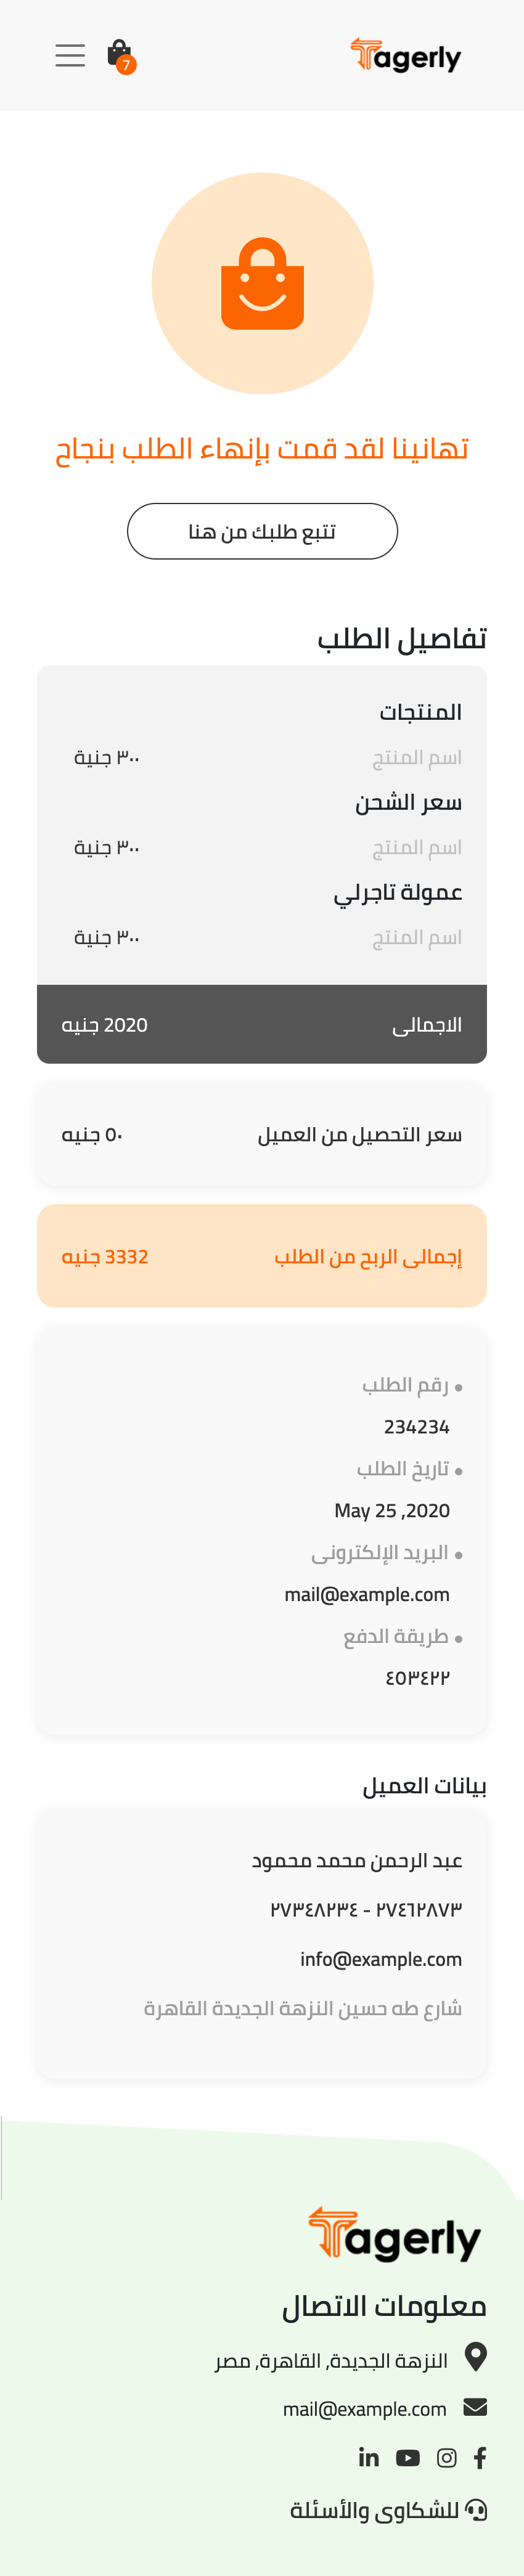 Tagerly
7
تهانينا لقد قمت بإنهاء الطلب بنجاح
تتبع طلبك من هنا
تفاصيل الطلب
المنتجات
اسم المنتج ٣٠٠ جنية
سعر الشحن
اسم المنتج ٣٠٠ جنية
عمولة تاجرلي
اسم المنتج ٣٠٠ جنية
الاجمالى 2020 جنيه
سعر التحصيل من العميل ٥٠ جنيه
إجمالى الربح من الطلب 3332 جنيه
• رقم الطلب
234234
• تاريخ الطلب
May 25 ,2020
• البريد الإلكترونى
mail@example.com
• طريقة الدفع
٤٥٣٤٢٢
بيانات العميل
عبد الرحمن محمد محمود
٢٧٤٦٢٨٧٣ - ٢٧٣٤٨٢٣٤
info@example.com
شارع طه حسين النزهة الجديدة القاهرة
Tagerly
معلومات الاتصال
النزهة الجديدة, القاهرة, مصر
mail@example.com
للشكاوى والأسئلة